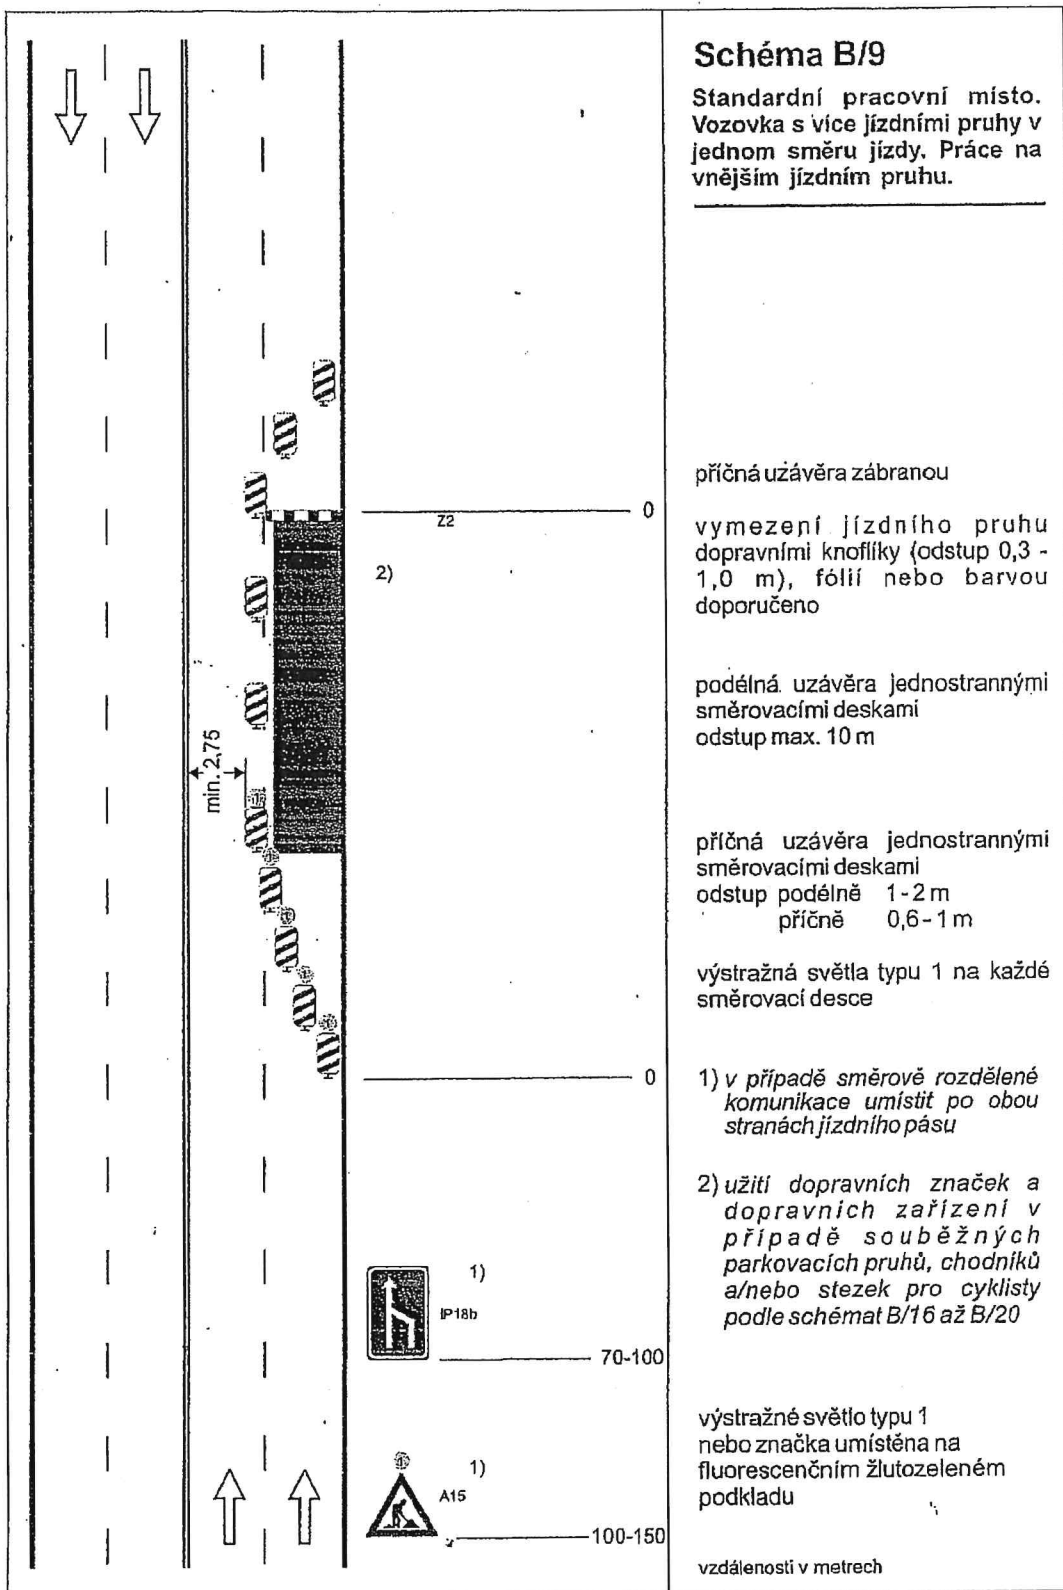 Schéma B/9
Standardní pracovní místo.
Vozovka s více jízdními pruhy v
jednom směru jízdy. Práce na
vnějším jízdním pruhu.
příčná uzávěra zábranou
0
Z2
vymezení jízdního pruhu
dopravními knoflíky (odstup 0,3 -
1,0 m), fólií nebo barvou
doporučeno
2)
podélná uzávěra jednostrannými
směrovacími deskami
odstup max. 10 m
min. 2,75
příčná uzávěra jednostrannými
směrovacími deskami
odstup podélně 1-2 m
příčně 0,6-1 m
výstražná světla typu 1 na každé
směrovací desce
0
1) v případě směrově rozdělené
komunikace umístit po obou
stranách jízdního pásu
2) užití dopravních značek a
dopravních zařízení v
případě souběžných
parkovacích pruhů, chodníků
a/nebo stezek pro cyklisty
podle schémat B/16 až B/20
1)
IP18b
70-100
výstražné světlo typu 1
nebo značka umístěna na
fluorescenčním žlutozeleném
podkladu
1)
A15
100-150
vzdálenosti v metrech